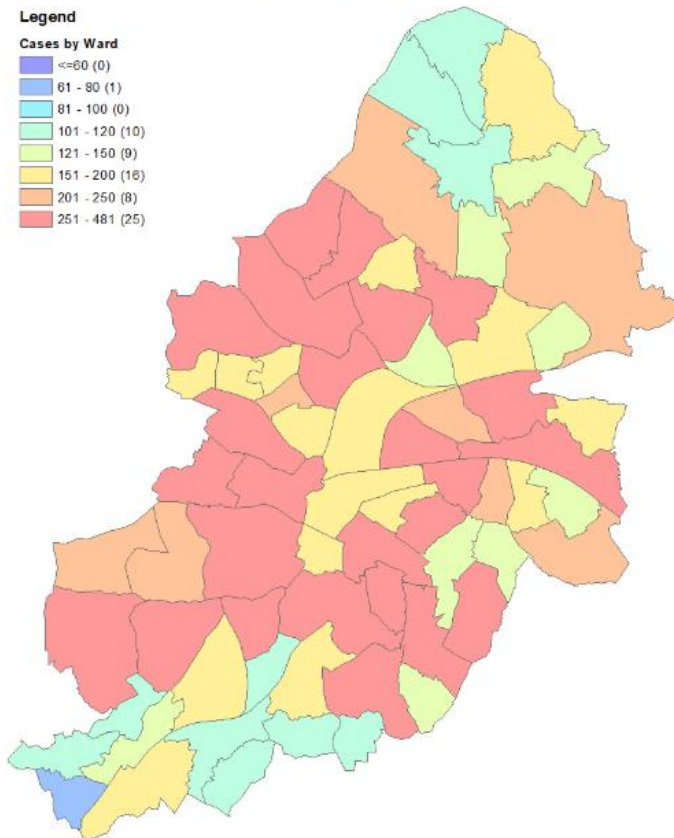 Legend
Cases by Ward
<=60 (0)
61 - 80 (1)
81 - 100 (0)
101 - 120 (10)
121 - 150 (9)
151 - 200 (16)
201 - 250 (8)
251 - 481 (25)